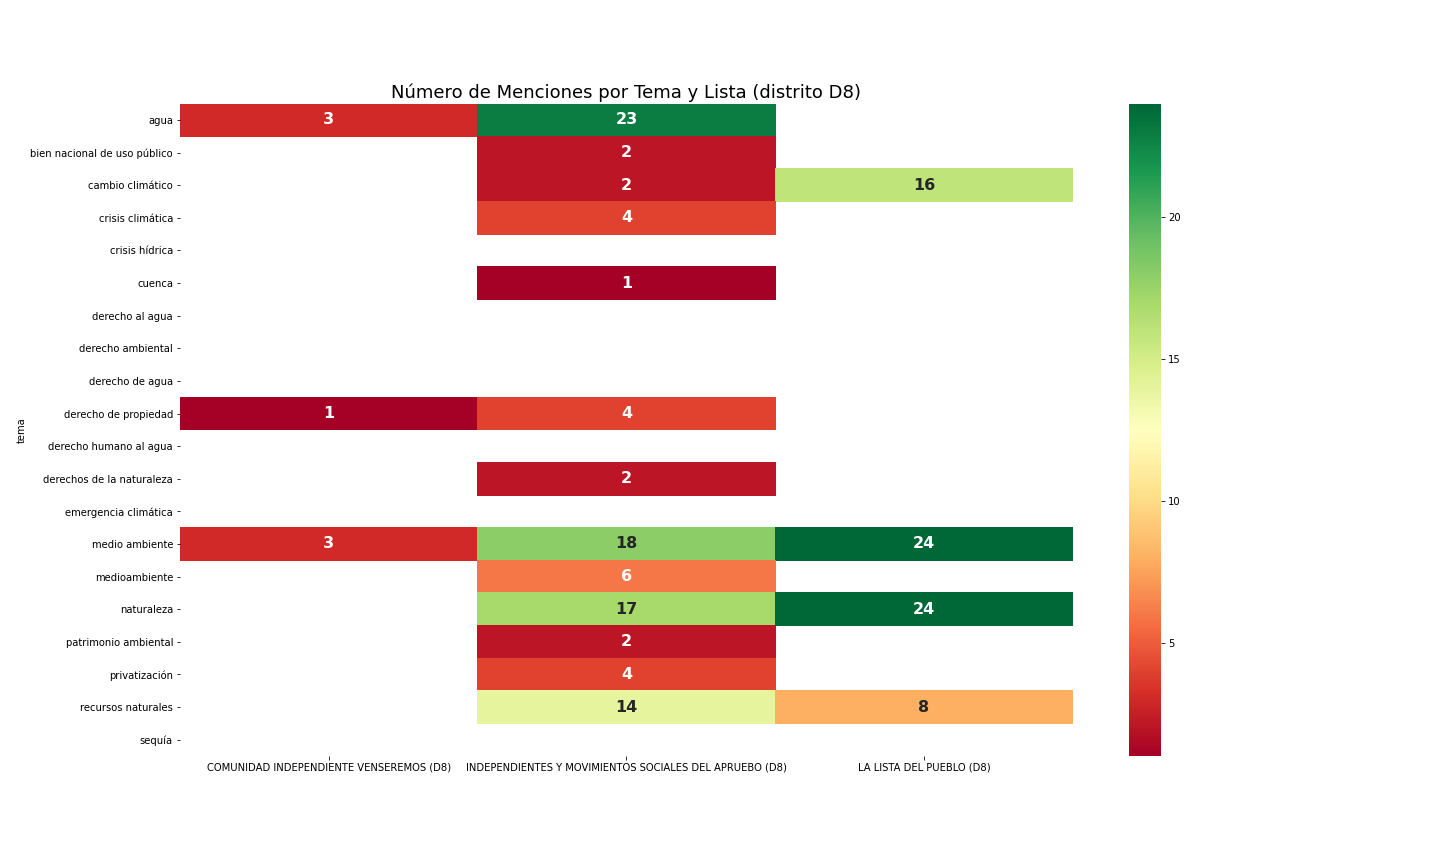 Número de Menciones por Tema y Lista (distrito D8)
agua 3 23
bien nacional de uso público 2
cambio climático 2 16
crisis climática 4
20
crisis hídrica
cuenca 1
derecho al agua
derecho ambiental
15
derecho de agua
derecho de propiedad 1 4
tema
derecho humano al agua
derechos de la naturaleza 2
10
emergencia climática
medio ambiente 3 18 24
medioambiente 6
naturaleza 17 24
patrimonio ambiental 2
5
privatización 4
recursos naturales 14 8
sequía
COMUNIDAD INDEPENDIENTE VENSEREMOS (D8) INDEPENDIENTES Y MOVIMIENTOS SOCIALES DEL APRUEBO (D8) LA LISTA DEL PUEBLO (D8)